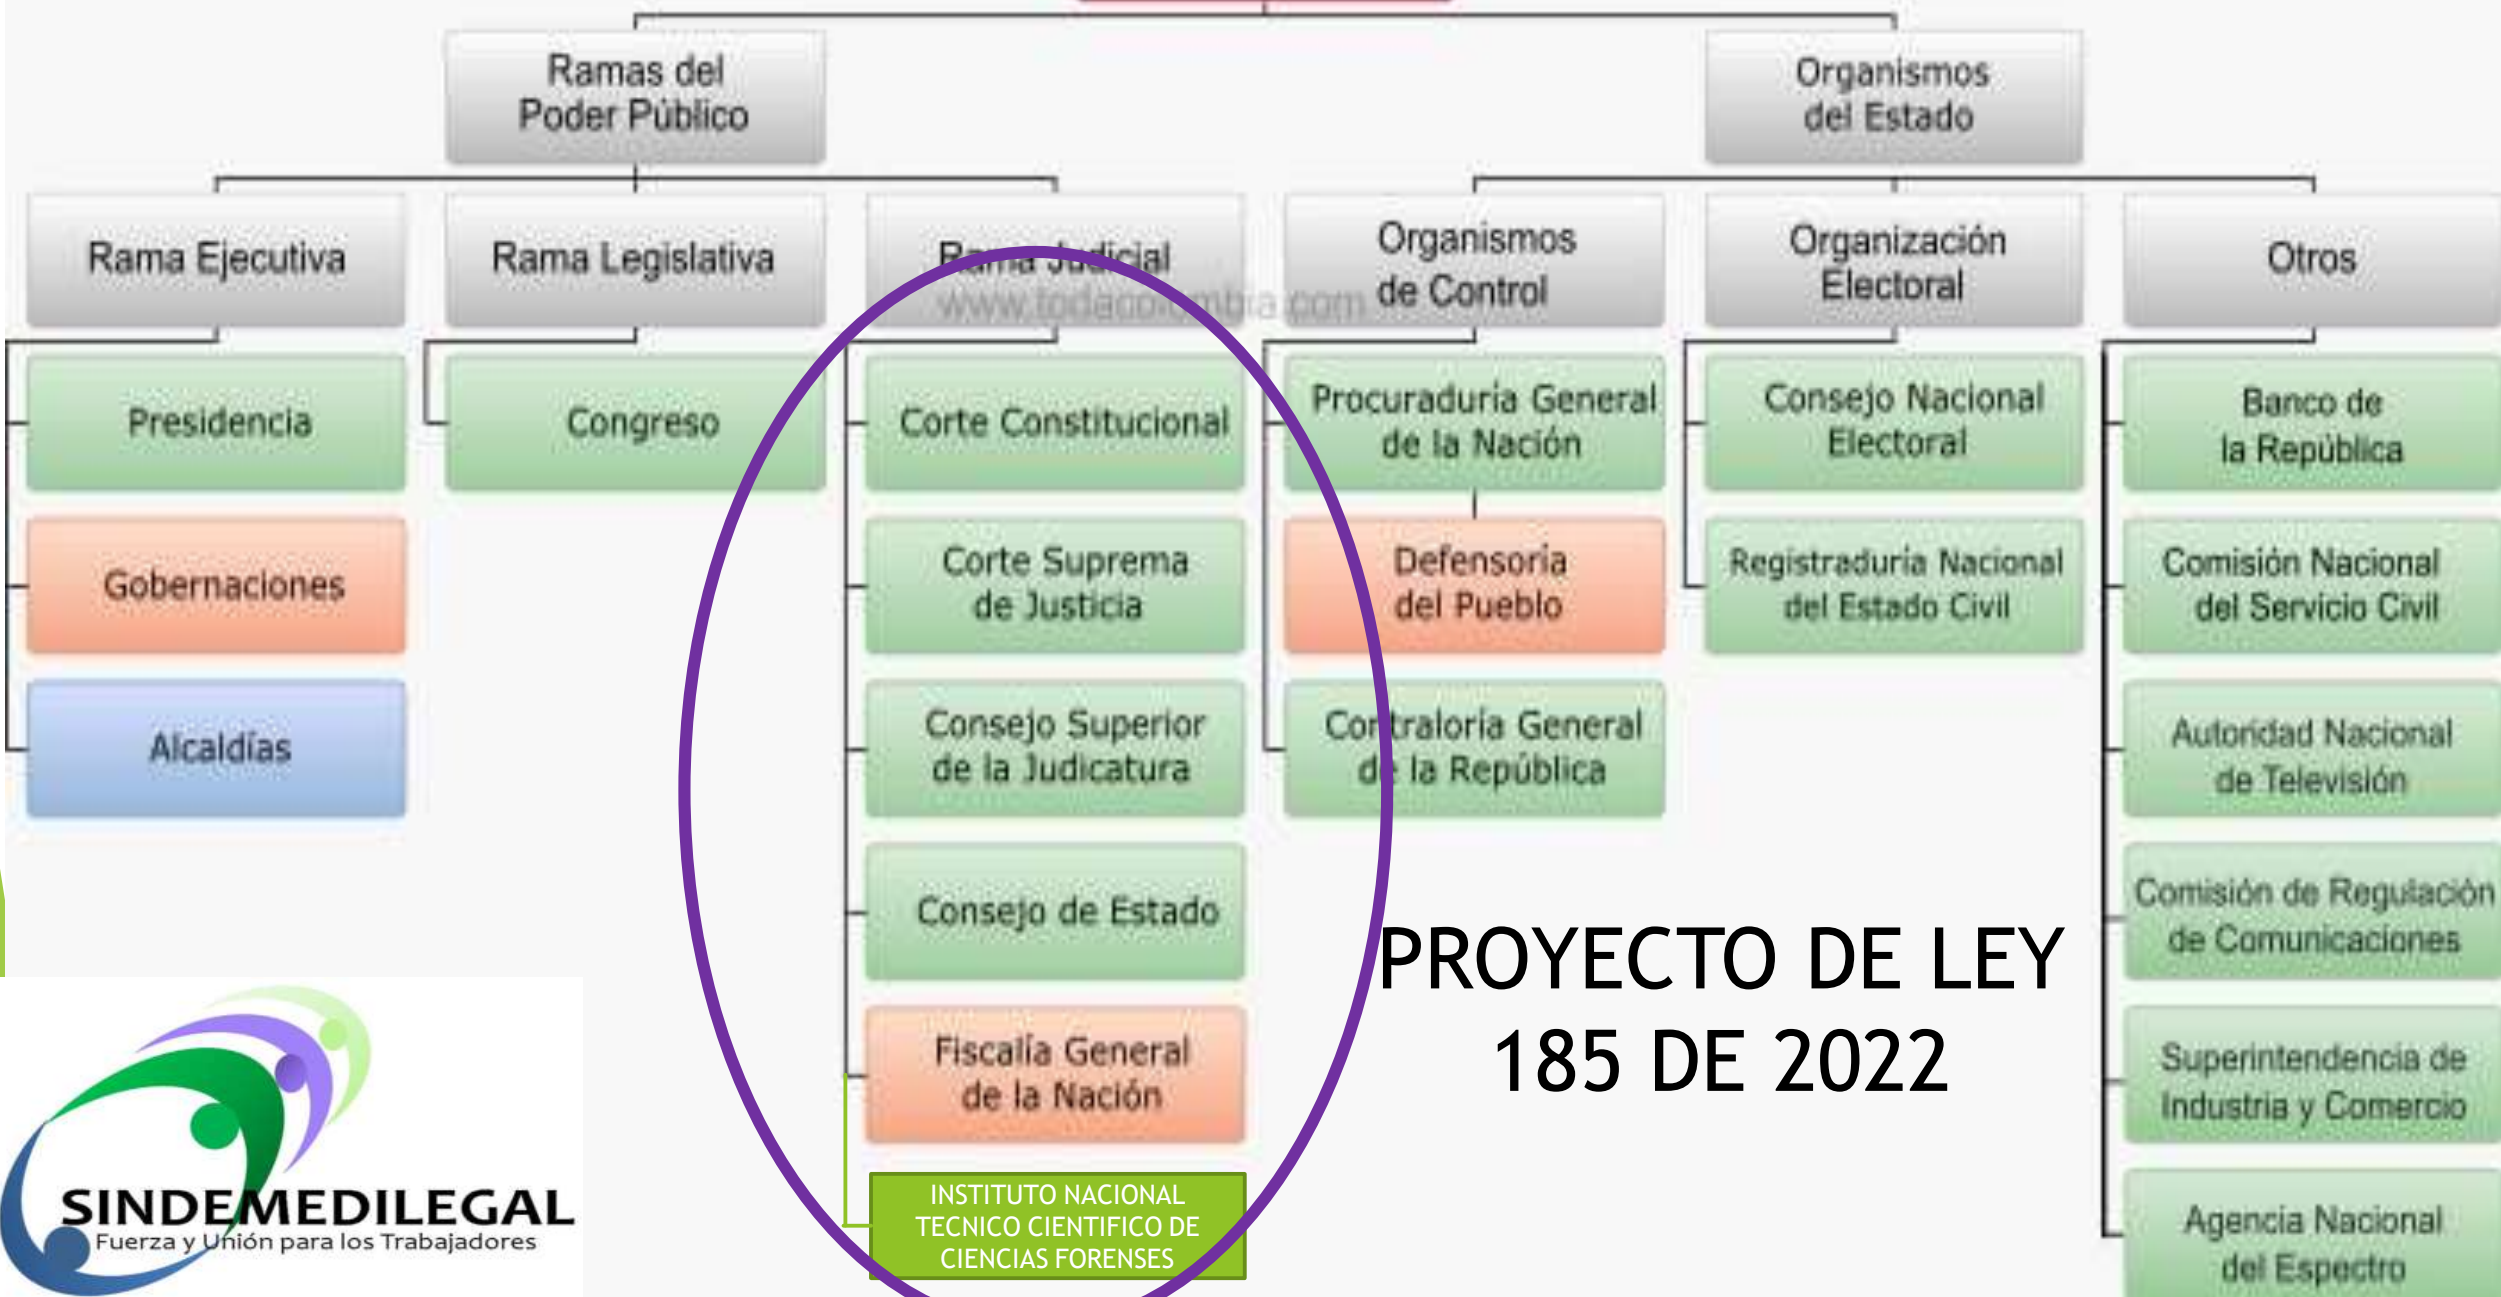 Ramas del
Poder Público
Organismos
del Estado
Rama Ejecutiva
Rama Legislativa
Rama Judicial
Organismos
de Control
Organización
Electoral
Otros
www.todacolombia.com
Presidencia
Gobernaciones
Alcaldías
Congreso
Corte Constitucional
Corte Suprema
de Justicia
Consejo Superior
de la Judicatura
Consejo de Estado
Fiscalía General
de la Nación
INSTITUTO NACIONAL
TECNICO CIENTIFICO DE
CIENCIAS FORENSES
Procuraduría General
de la Nación
Defensoría
del Pueblo
Contraloría General
de la República
Consejo Nacional
Electoral
Registraduría Nacional
del Estado Civil
Banco de
la República
Comisión Nacional
del Servicio Civil
Autoridad Nacional
de Televisión
Comisión de Regulación
de Comunicaciones
Superintendencia de
Industria y Comercio
Agencia Nacional
del Espectro
PROYECTO DE LEY
185 DE 2022
SINDEMEDILEGAL
Fuerza y Unión para los Trabajadores